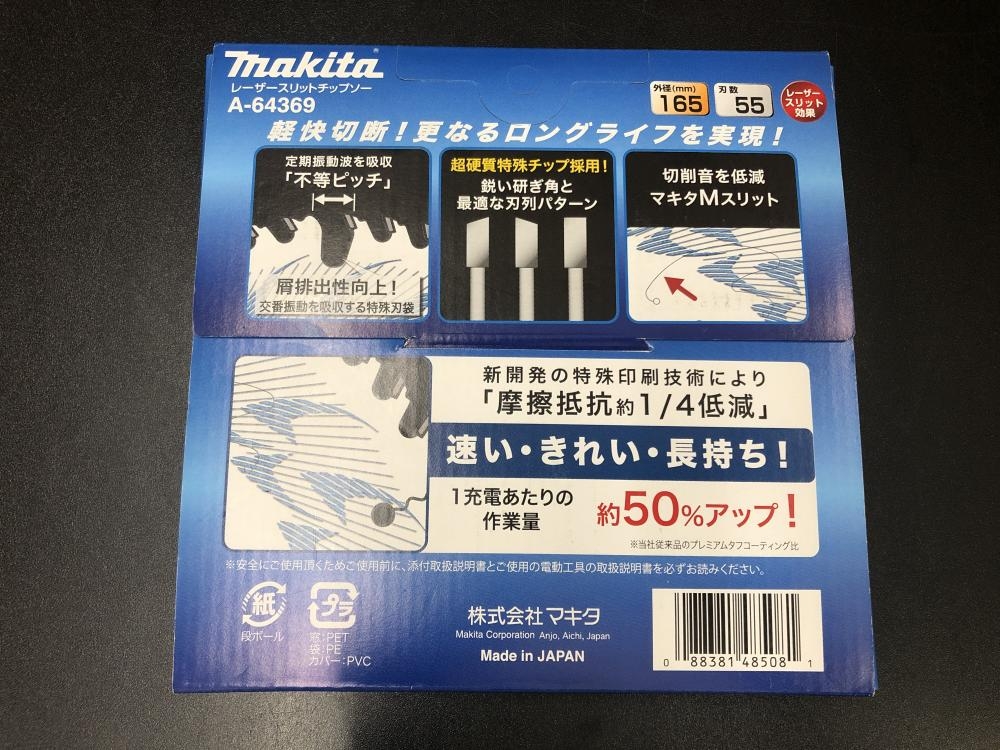 makita®
レーザースリットチップソー
A-64369
外径(mm)
165
刃数
55
レーザー
スリット
効果
軽快切断！更なるロングライフを実現！
定期振動波を吸収
「不等ピッチ」
屑排出性向上！
交番振動を吸収する特殊刃袋
超硬質特殊チップ採用！
鋭い研ぎ角と
最適な刃列パターン
切削音を低減
マキタMスリット
新開発の特殊印刷技術により
「摩擦抵抗約1/4低減」
速い・きれい・長持ち！
1充電あたりの
作業量
約50%アップ！
※当社従来品のプレミアムタフコーティング比
※安全にご使用頂くためご使用前に、添付取扱説明書とご使用の電動工具の取扱説明書を必ずお読みください。
紙
段ボール
プラ
窓:PET
袋:PE
カバー:PVC
株式会社マキタ
Makita Corporation Anjo, Aichi, Japan
Made in JAPAN
0 88381 48508 1